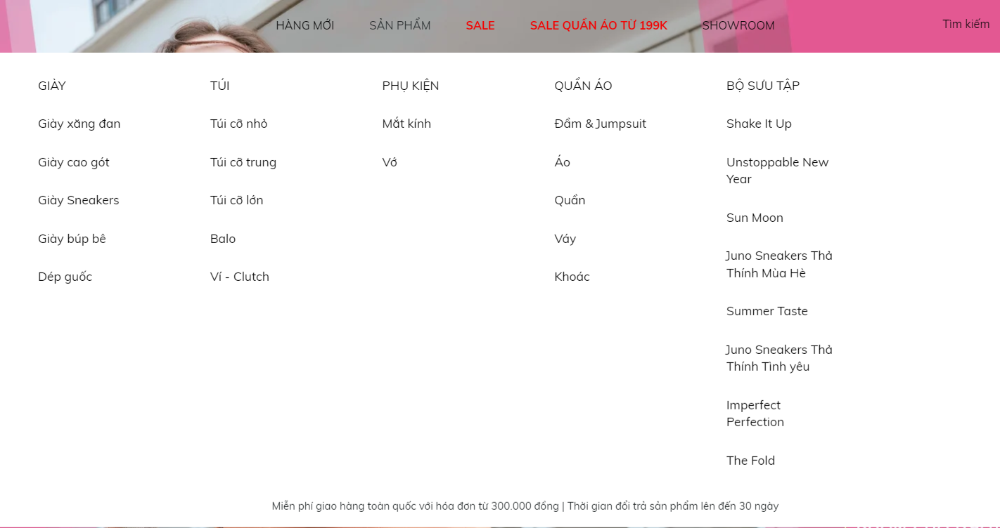 HÀNG MỚI SẢN PHẨM SALE SALE QUẦN ÁO TỪ 199K SHOWROOM Tìm kiếm
GIÀY
Giày xăng đan
Giày cao gót
Giày Sneakers
Giày búp bê
Dép guốc
TÚI
Túi cỡ nhỏ
Túi cỡ trung
Túi cỡ lớn
Balo
Ví - Clutch
PHỤ KIỆN
Mắt kính
Vớ
QUẦN ÁO
Đầm & Jumpsuit
Áo
Quần
Váy
Khoác
BỘ SƯU TẬP
Shake It Up
Unstoppable New
Year
Sun Moon
Juno Sneakers Thả
Thính Mùa Hè
Summer Taste
Juno Sneakers Thả
Thính Tình yêu
Imperfect
Perfection
The Fold
Miễn phí giao hàng toàn quốc với hóa đơn từ 300.000 đồng | Thời gian đổi trả sản phẩm lên đến 30 ngày